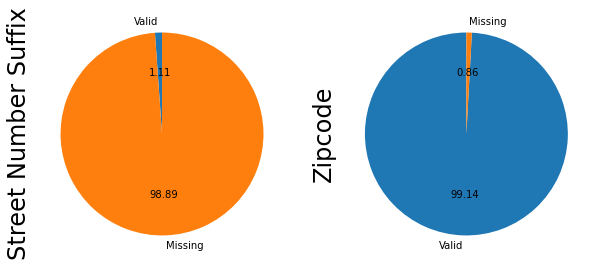 Street Number Suffix
Valid
1.11
98.89
Missing
Zipcode
Missing
0.86
99.14
Valid